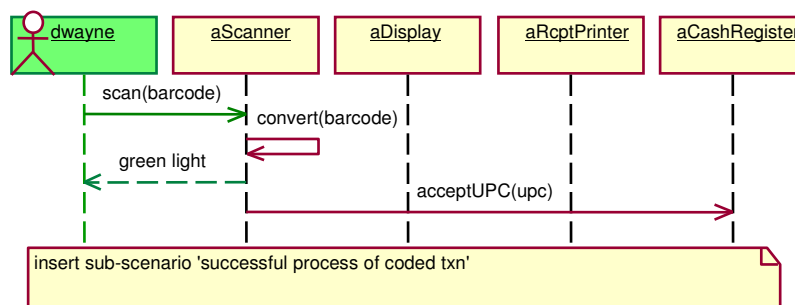 dwayne
aScanner
aDisplay
aRcptPrinter
aCashRegister
scan(barcode)
convert(barcode)
green light
acceptUPC(upc)
insert sub-scenario 'successful process of coded txn'